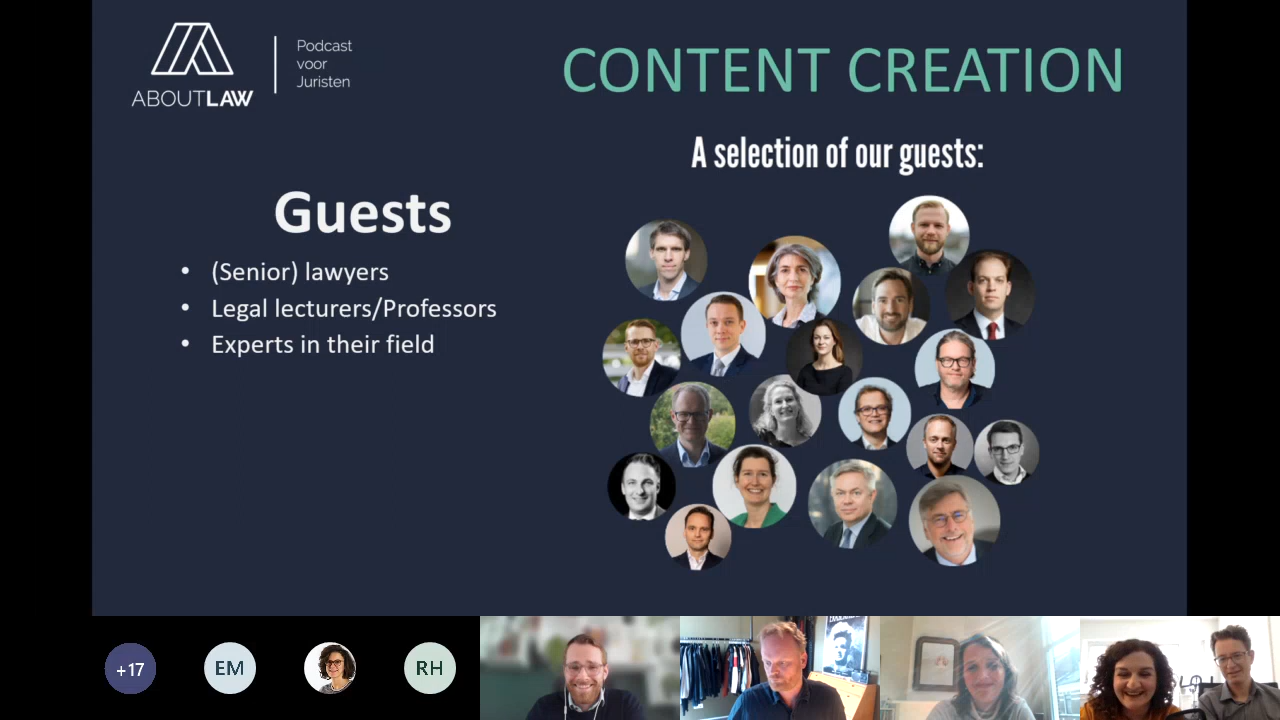 ABOUTLAW
Podcast
voor
Juristen
CONTENT CREATION
A selection of our guests:
Guests
• (Senior) lawyers
• Legal lecturers/Professors
• Experts in their field
+17
EM
RH